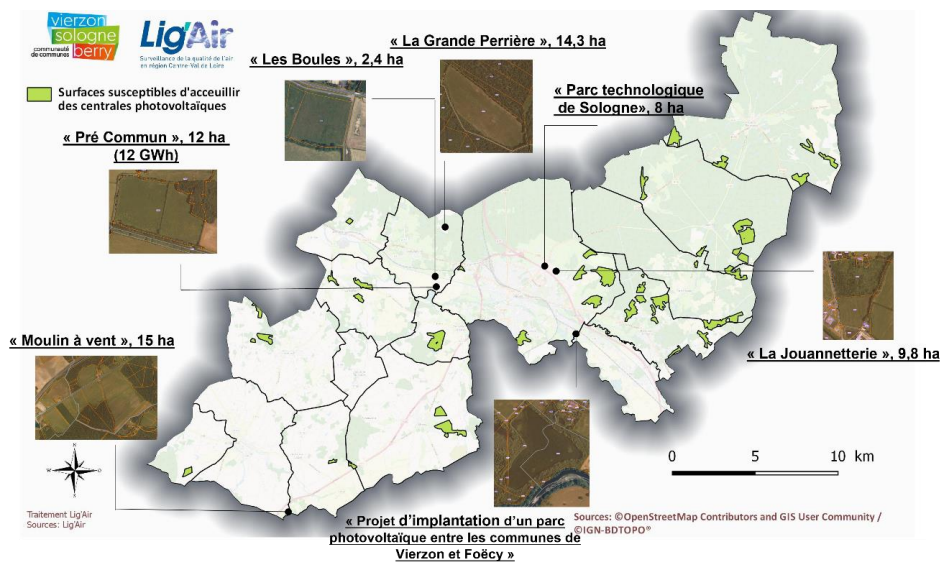 vierzon
sologne
berry
communauté
de communes
Lig'Air
Surveillance de la qualité de l'air
en région Centre-Val de Loire
« La Grande Perrière », 14,3 ha
« Les Boules », 2,4 ha
« Parc technologique
de Sologne», 8 ha
Surfaces susceptibles d'acceuillir
des centrales photovoltaïques
« Pré Commun », 12 ha
(12 GWh)
« Moulin à vent », 15 ha
« La Jouannetterie », 9,8 ha
0 5 10 km
N
S
Traitement Lig'Air
Sources: Lig'Air
« Projet d'implantation d'un parc
photovoltaïque entre les communes de
Vierzon et Foëcy »
Sources: ©OpenStreetMap Contributors and GIS User Community /
©IGN-BDTOPO®